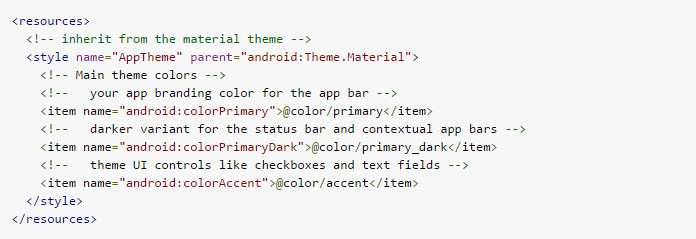 <resources>
<!-- inherit from the material theme -->
<style name="AppTheme" parent="android:Theme.Material">
<!-- Main theme colors -->
<!--   your app branding color for the app bar -->
<item name="android:colorPrimary">@color/primary</item>
<!--   darker variant for the status bar and contextual app bars -->
<item name="android:colorPrimaryDark">@color/primary_dark</item>
<!--   theme UI controls like checkboxes and text fields -->
<item name="android:colorAccent">@color/accent</item>
</style>
</resources>